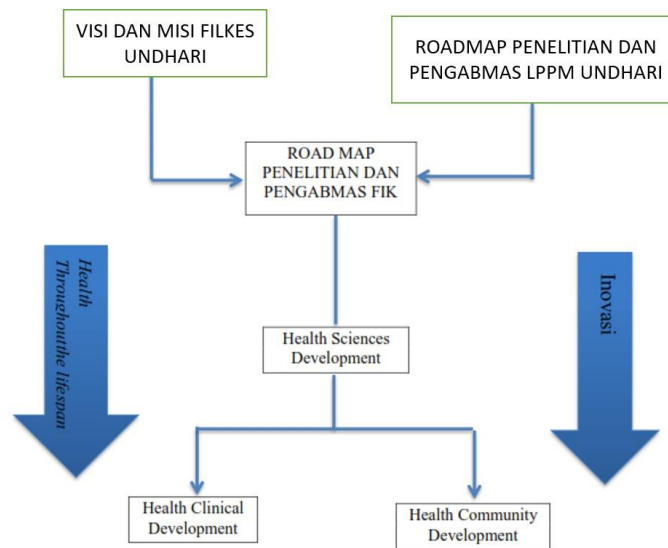 VISI DAN MISI FILKES
UNDHARI
ROADMAP PENELITIAN DAN
PENGABMAS LPPM UNDHARI
ROAD MAP
PENELITIAN DAN
PENGABMAS FIK
Health
Throughoutthe lifespan
Inovasi
Health Sciences
Development
Health Clinical
Development
Health Community
Development